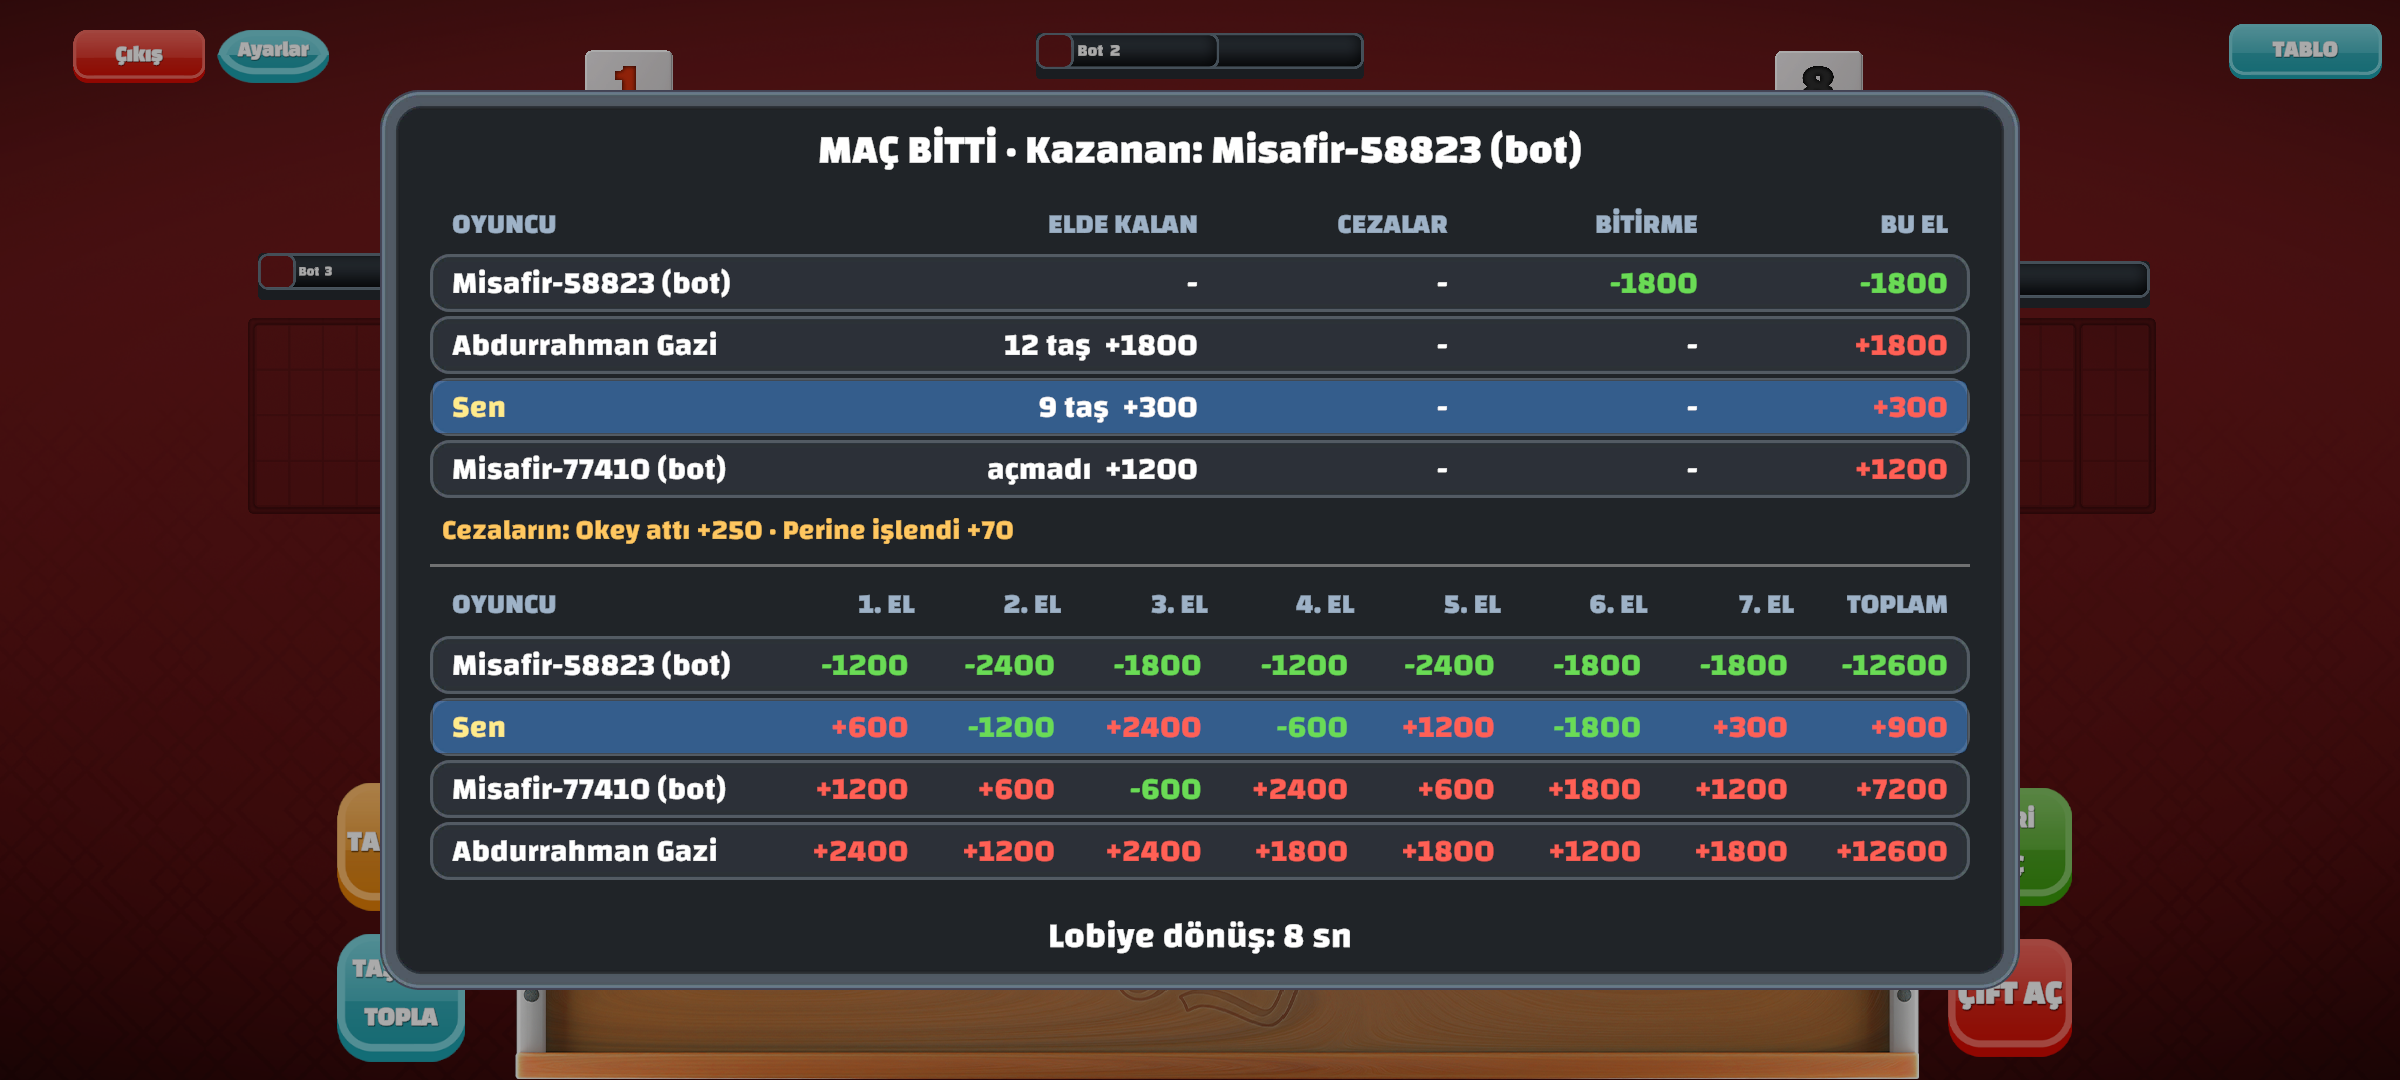 Çıkış
Ayarlar
Bot 2
TABLO
1
8
MAÇ BİTTİ · Kazanan: Misafir-58823 (bot)
OYUNCU ELDE KALAN CEZALAR BİTİRME BU EL
Bot 3
Misafir-58823 (bot) - - -1800 -1800
Abdurrahman Gazi 12 taş +1800 - - +1800
Sen 9 taş +300 - - +300
Misafir-77410 (bot) açmadı +1200 - - +1200
Cezaların: Okey attı +250 · Perine işlendi +70
OYUNCU 1. EL 2. EL 3. EL 4. EL 5. EL 6. EL 7. EL TOPLAM
Misafir-58823 (bot) -1200 -2400 -1800 -1200 -2400 -1800 -1800 -12600
Sen +600 -1200 +2400 -600 +1200 -1800 +300 +900
Misafir-77410 (bot) +1200 +600 -600 +2400 +600 +1800 +1200 +7200
Abdurrahman Gazi +2400 +1200 +2400 +1800 +1800 +1200 +1800 +12600
Lobiye dönüş: 8 sn
TOPLA
ÇİFT AÇ